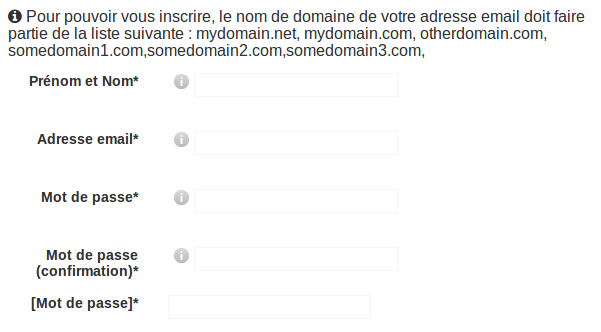 Pour pouvoir vous inscrire, le nom de domaine de votre adresse email doit faire
partie de la liste suivante : mydomain.net, mydomain.com, otherdomain.com,
somedomain1.com,somedomain2.com,somedomain3.com,
Prénom et Nom*
Adresse email*
Mot de passe*
Mot de passe
(confirmation)*
[Mot de passe]*